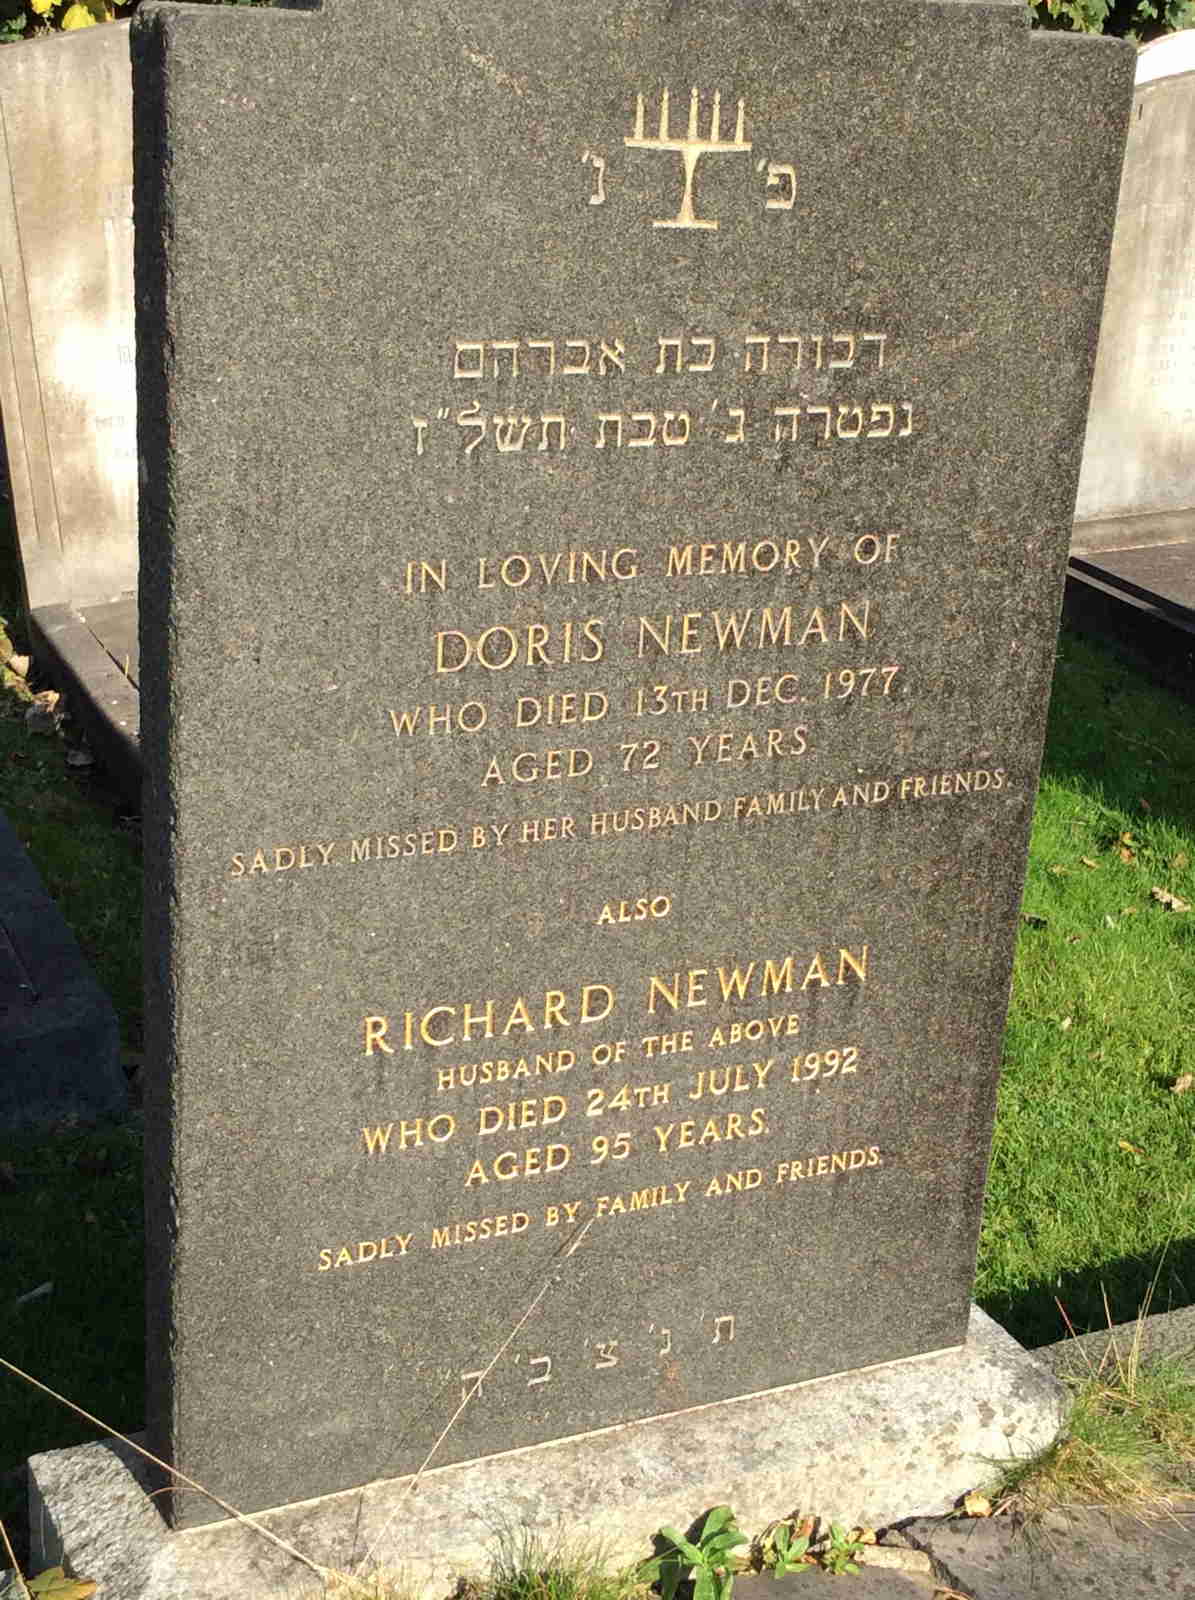 פ' נ'
דבורה בת אברהם
נפטרה ג' טבת תשל"ז
IN LOVING MEMORY OF
DORIS NEWMAN
WHO DIED 13TH DEC. 1977.
AGED 72 YEARS.
SADLY MISSED BY HER HUSBAND FAMILY AND FRIENDS.
ALSO
RICHARD NEWMAN
HUSBAND OF THE ABOVE
WHO DIED 24TH JULY 1992
AGED 95 YEARS.
SADLY MISSED BY FAMILY AND FRIENDS.
ת' נ' צ' ב' ה'